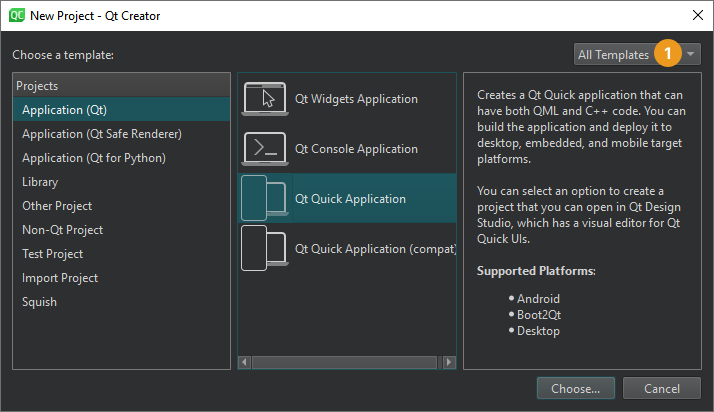 QC New Project - Qt Creator
Choose a template:
All Templates 1
Projects
Application (Qt)
Application (Qt Safe Renderer)
Application (Qt for Python)
Library
Other Project
Non-Qt Project
Test Project
Import Project
Squish
Qt Widgets Application
Qt Console Application
Qt Quick Application
Qt Quick Application (compat)
Creates a Qt Quick application that can
have both QML and C++ code. You can
build the application and deploy it to
desktop, embedded, and mobile target
platforms.
You can select an option to create a
project that you can open in Qt Design
Studio, which has a visual editor for Qt
Quick UIs.
Supported Platforms:
• Android
• Boot2Qt
• Desktop
Choose...
Cancel